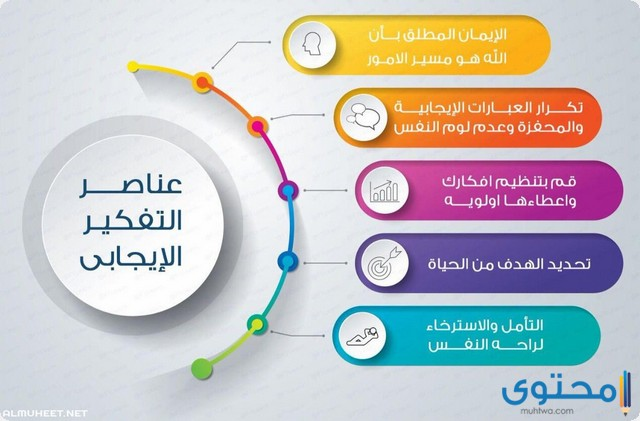 عناصر
التفكير
الإيجابى
الإيمان المطلق بأن
الله هو مسير الامور
تكرار العبارات الإيجابية
والمحفزة وعدم لوم النفس
قم بتنظيم افكارك
واعطاءها اولويه
تحديد الهدف من الحياة
التأمل والاسترخاء
لراحه النفس
محتوى
muhtwa.com
ALMUHEET.NET